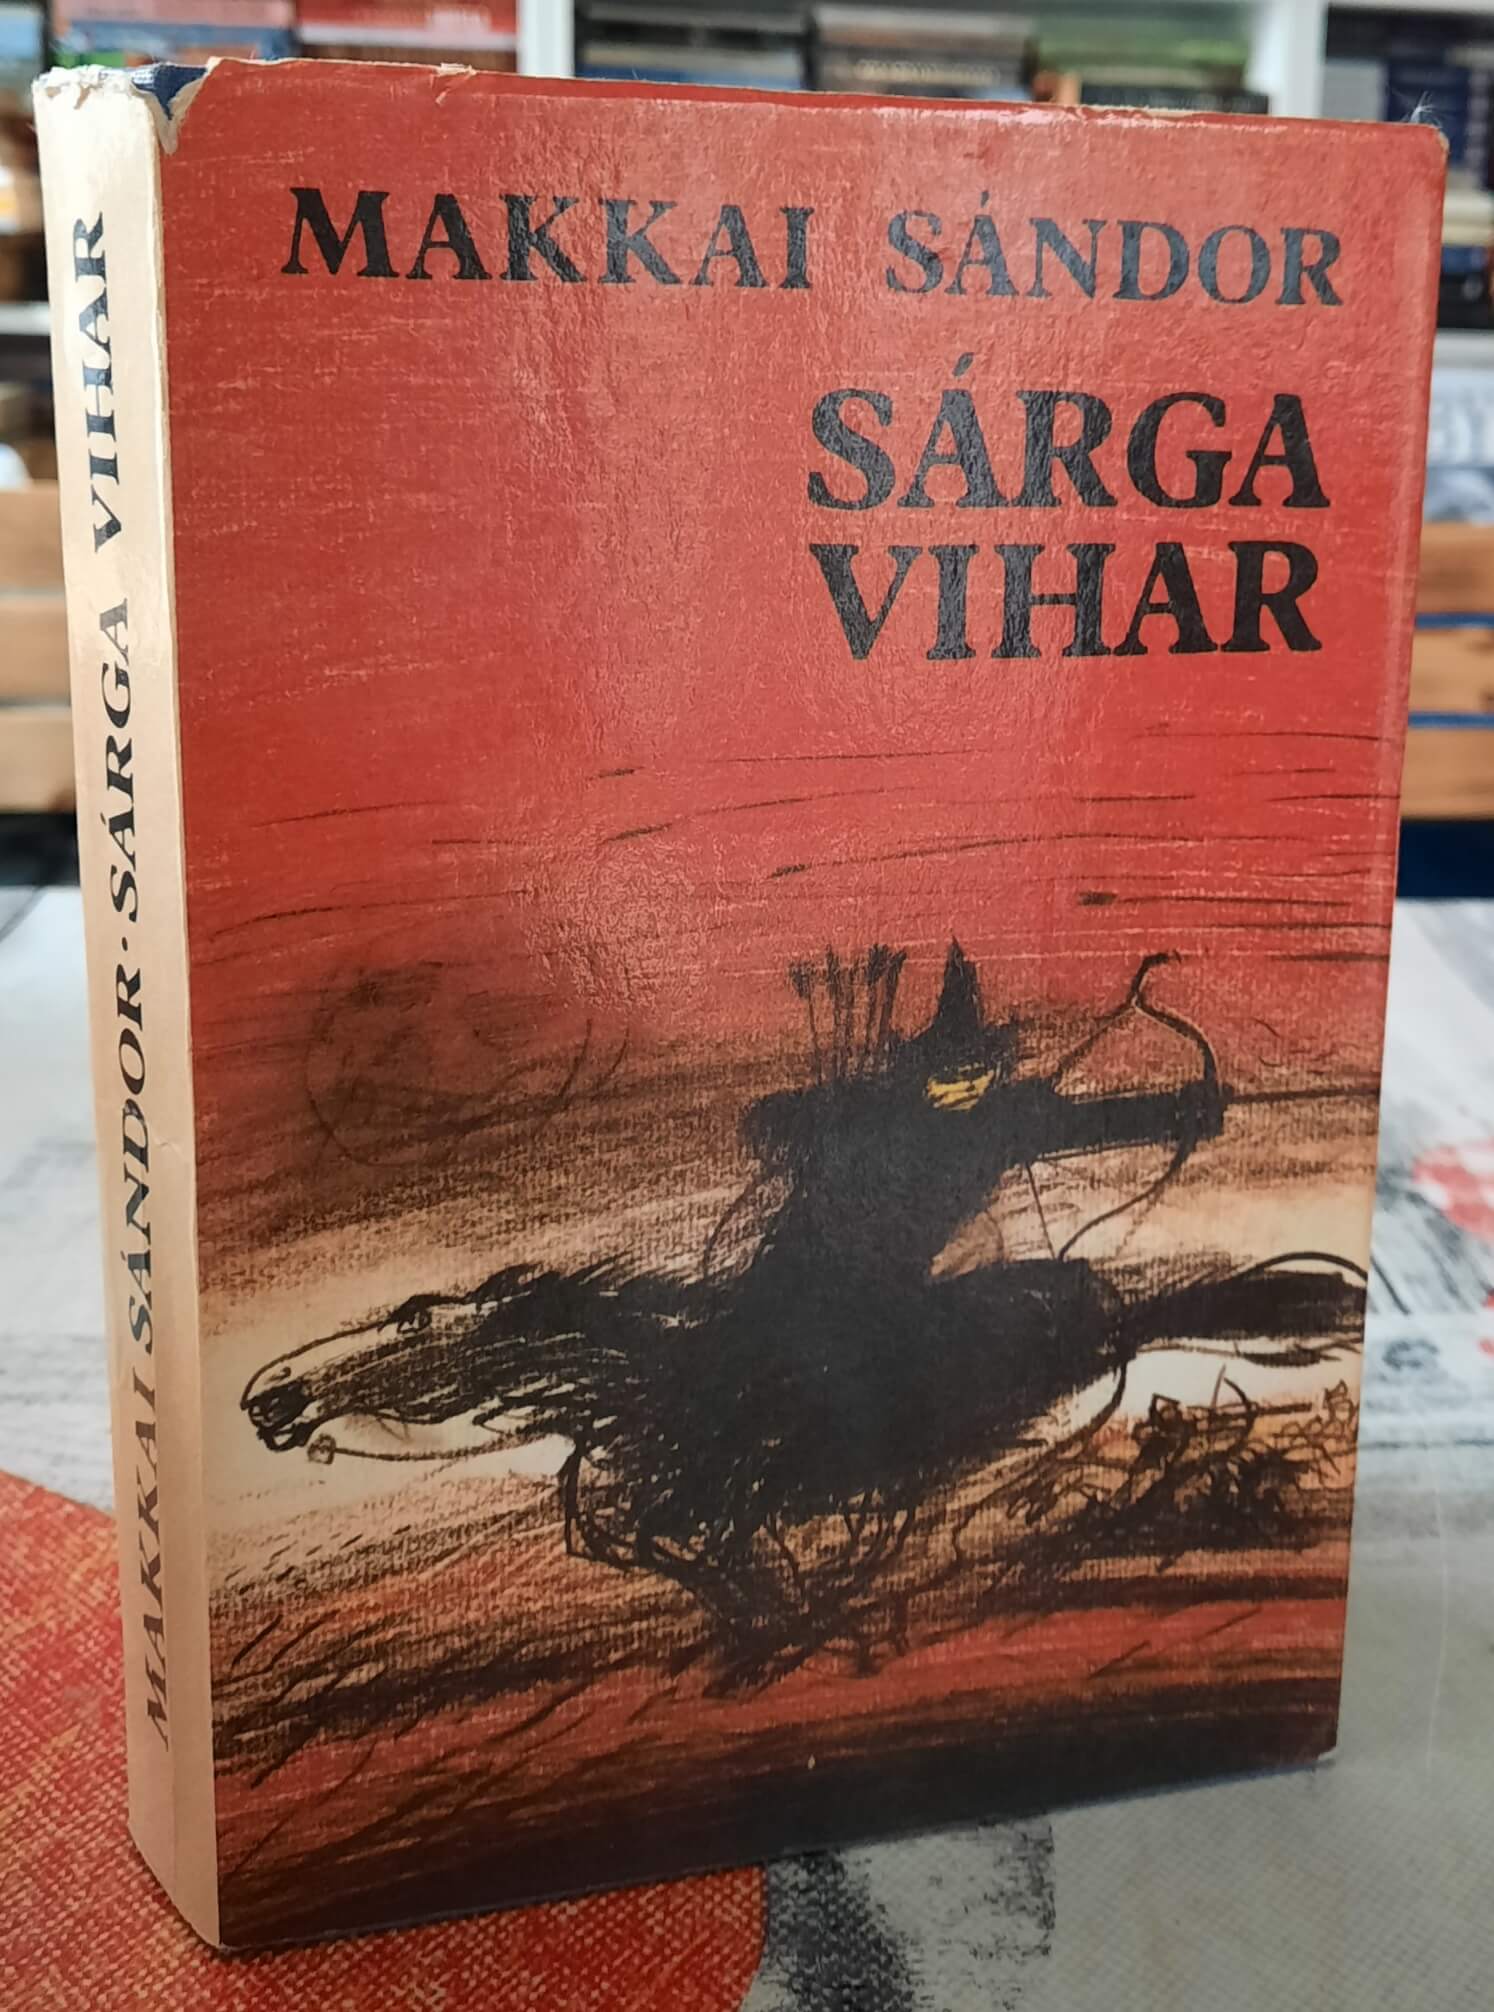 MAKKAI SÁNDOR
SÁRGA
VIHAR
MAKKAI SÁNDOR · SÁRGA VIHAR